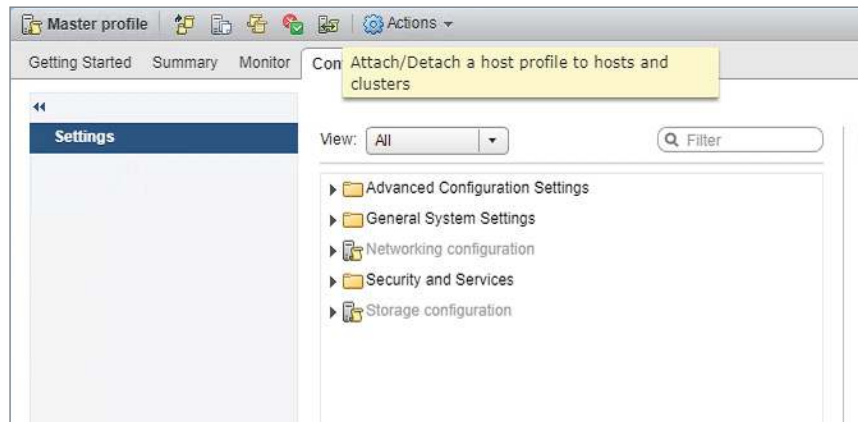 Master profile Actions
Getting Started Summary Monitor Con
Attach/Detach a host profile to hosts and
clusters
Settings
View: All Filter
Advanced Configuration Settings
General System Settings
Networking configuration
Security and Services
Storage configuration